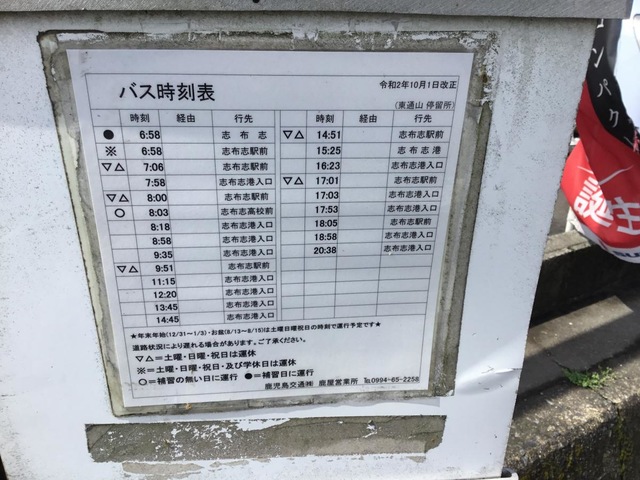 バス時刻表
令和2年10月1日改正
(東通山 停留所)
時刻 経由 行先 時刻 経由 行先
● 6:58 志布志 ▽△ 14:51 志布志駅前
※ 6:58 志布志駅前 15:25 志布志港
▽△ 7:06 志布志駅前 16:23 志布志港入口
7:58 志布志港入口 ▽△ 17:01 志布志駅前
▽△ 8:00 志布志駅前 17:03 志布志港入口
○ 8:03 志布志高校前 17:53 志布志港入口
8:18 志布志港入口 18:05 志布志駅前
8:58 志布志港入口 18:58 志布志港入口
9:35 志布志港入口 20:38 志布志港入口
▽△ 9:51 志布志駅前
11:15 志布志港入口
12:20 志布志港入口
13:45 志布志港入口
14:45 志布志港入口
★年末年始(12/31~1/3)・お盆(8/13~8/15)は土曜日曜祝日の時刻で運行予定です★
道路状況により遅れる場合があります。ご了承ください。
▽△=土曜・日曜・祝日は運休
※=土曜・日曜・祝日・及び学休日は運休
○=補習の無い日に運行 ●=補習日に運行
鹿児島交通㈱ 鹿屋営業所 ℡0994-65-2258
ンパク
誕生